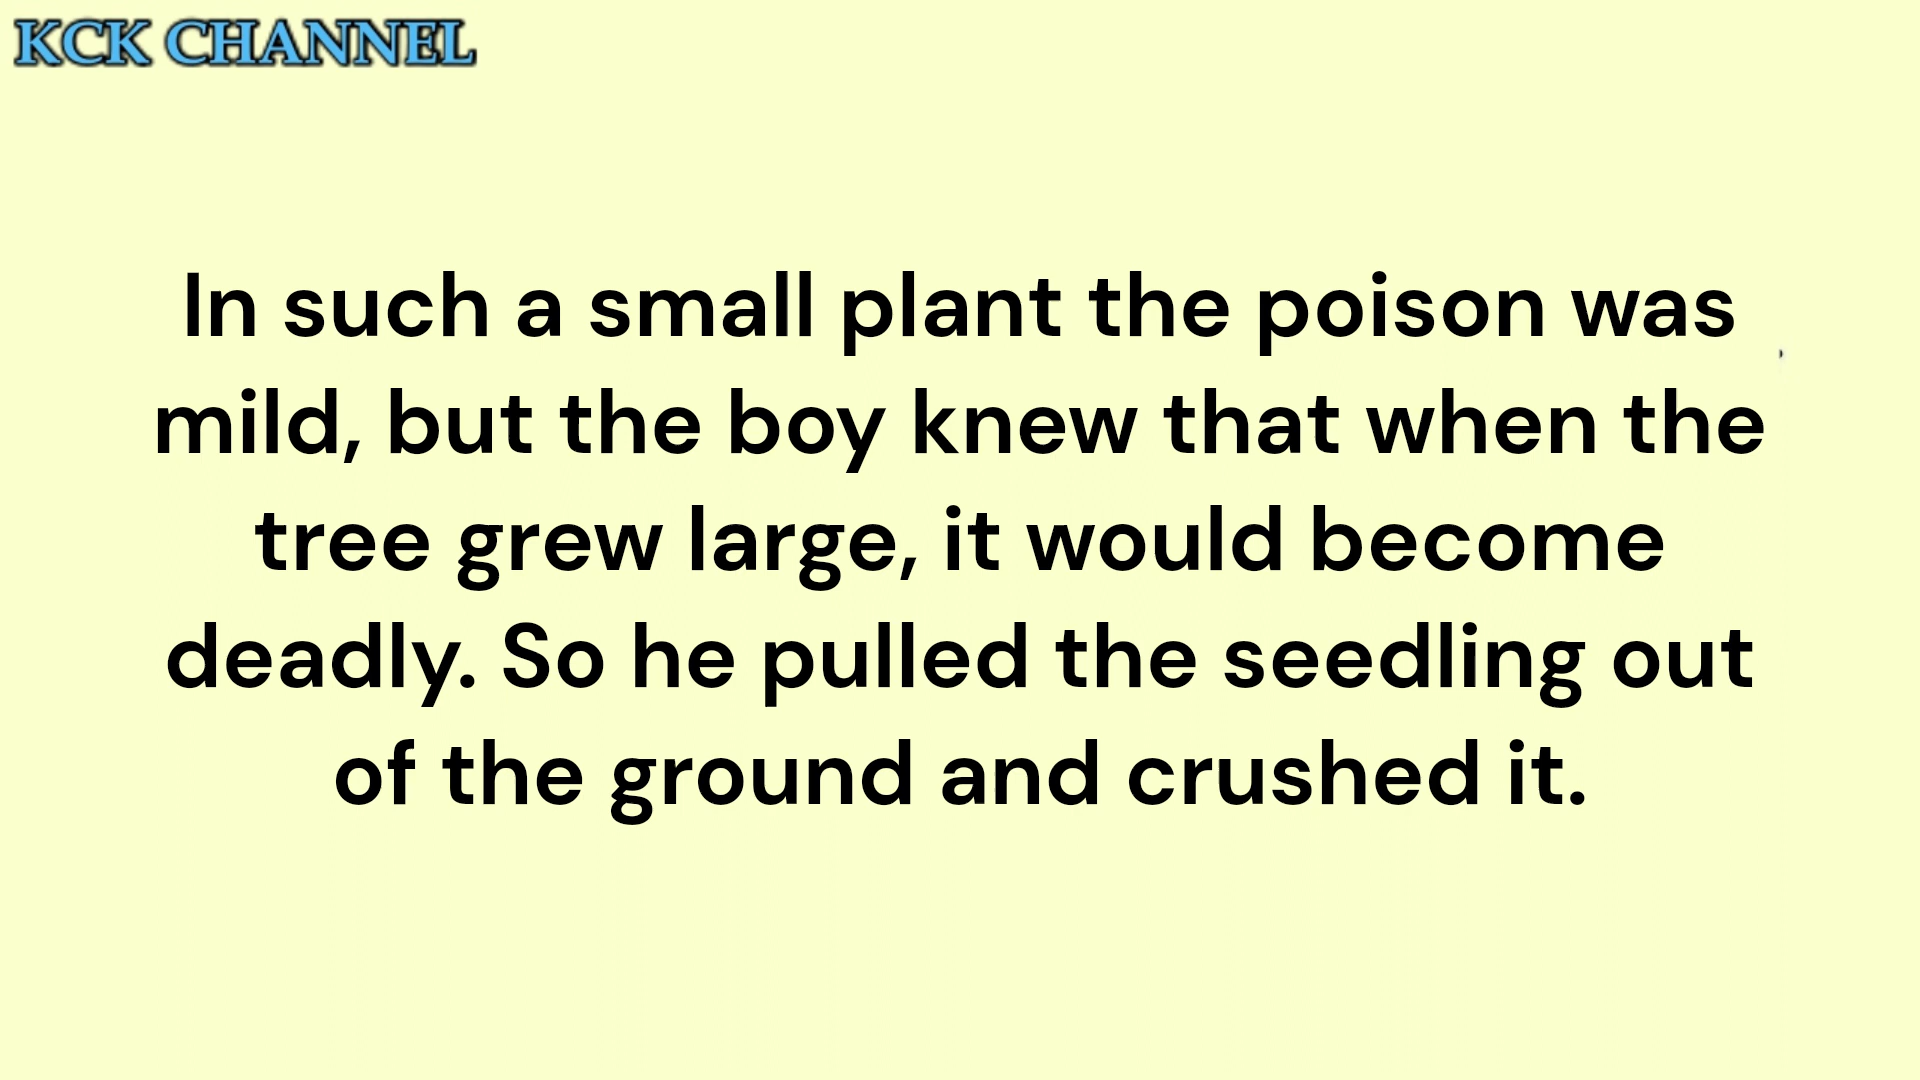 KCK CHANNEL
In such a small plant the poison was
mild, but the boy knew that when the
tree grew large, it would become
deadly. So he pulled the seedling out
of the ground and crushed it.